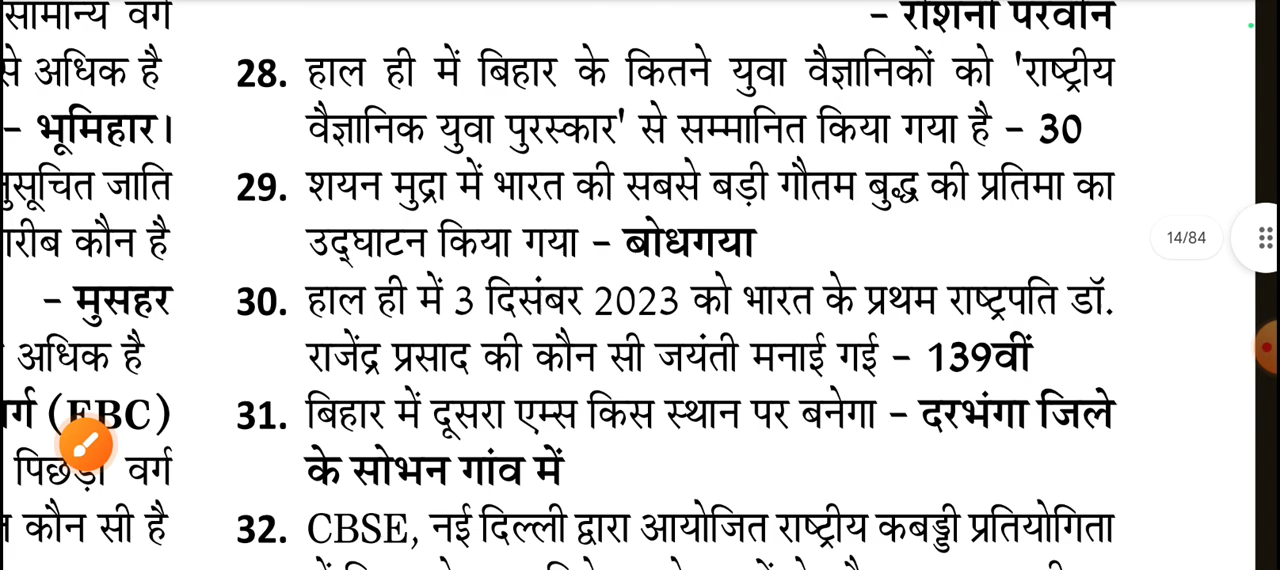 सामान्य वर्ग
से अधिक है
– भूमिहार।
नुसूचित जाति
गरीब कौन है
– मुसहर
अधिक है
वर्ग (EBC)
पिछड़ा वर्ग
कौन सी है
– रोशनी परवीन
28. हाल ही में बिहार के कितने युवा वैज्ञानिकों को 'राष्ट्रीय
वैज्ञानिक युवा पुरस्कार' से सम्मानित किया गया है – 30
29. शयन मुद्रा में भारत की सबसे बड़ी गौतम बुद्ध की प्रतिमा का
उद्घाटन किया गया – बोधगया
30. हाल ही में 3 दिसंबर 2023 को भारत के प्रथम राष्ट्रपति डॉ.
राजेंद्र प्रसाद की कौन सी जयंती मनाई गई – 139वीं
31. बिहार में दूसरा एम्स किस स्थान पर बनेगा – दरभंगा जिले
के सोभन गांव में
32. CBSE, नई दिल्ली द्वारा आयोजित राष्ट्रीय कबड्डी प्रतियोगिता
14/84